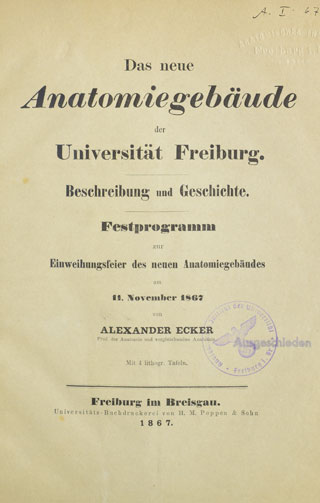 A. I. 67
Das neue
Anatomiegebäude
der
Universität Freiburg.
Beschreibung und Geschichte.
Festprogramm
zur
Einweihungsfeier des neuen Anatomiegebändes
am
11. November 1867
von
ALEXANDER ECKER
Prof. der Anatomie und vergleichenden Anatomie
Mit 4 lithogr. Tafeln.
Ausgeschieden
Freiburg im Breisgau.
Universitäts-Buchdruckerei von H. M. Poppen & Sohn
1867.